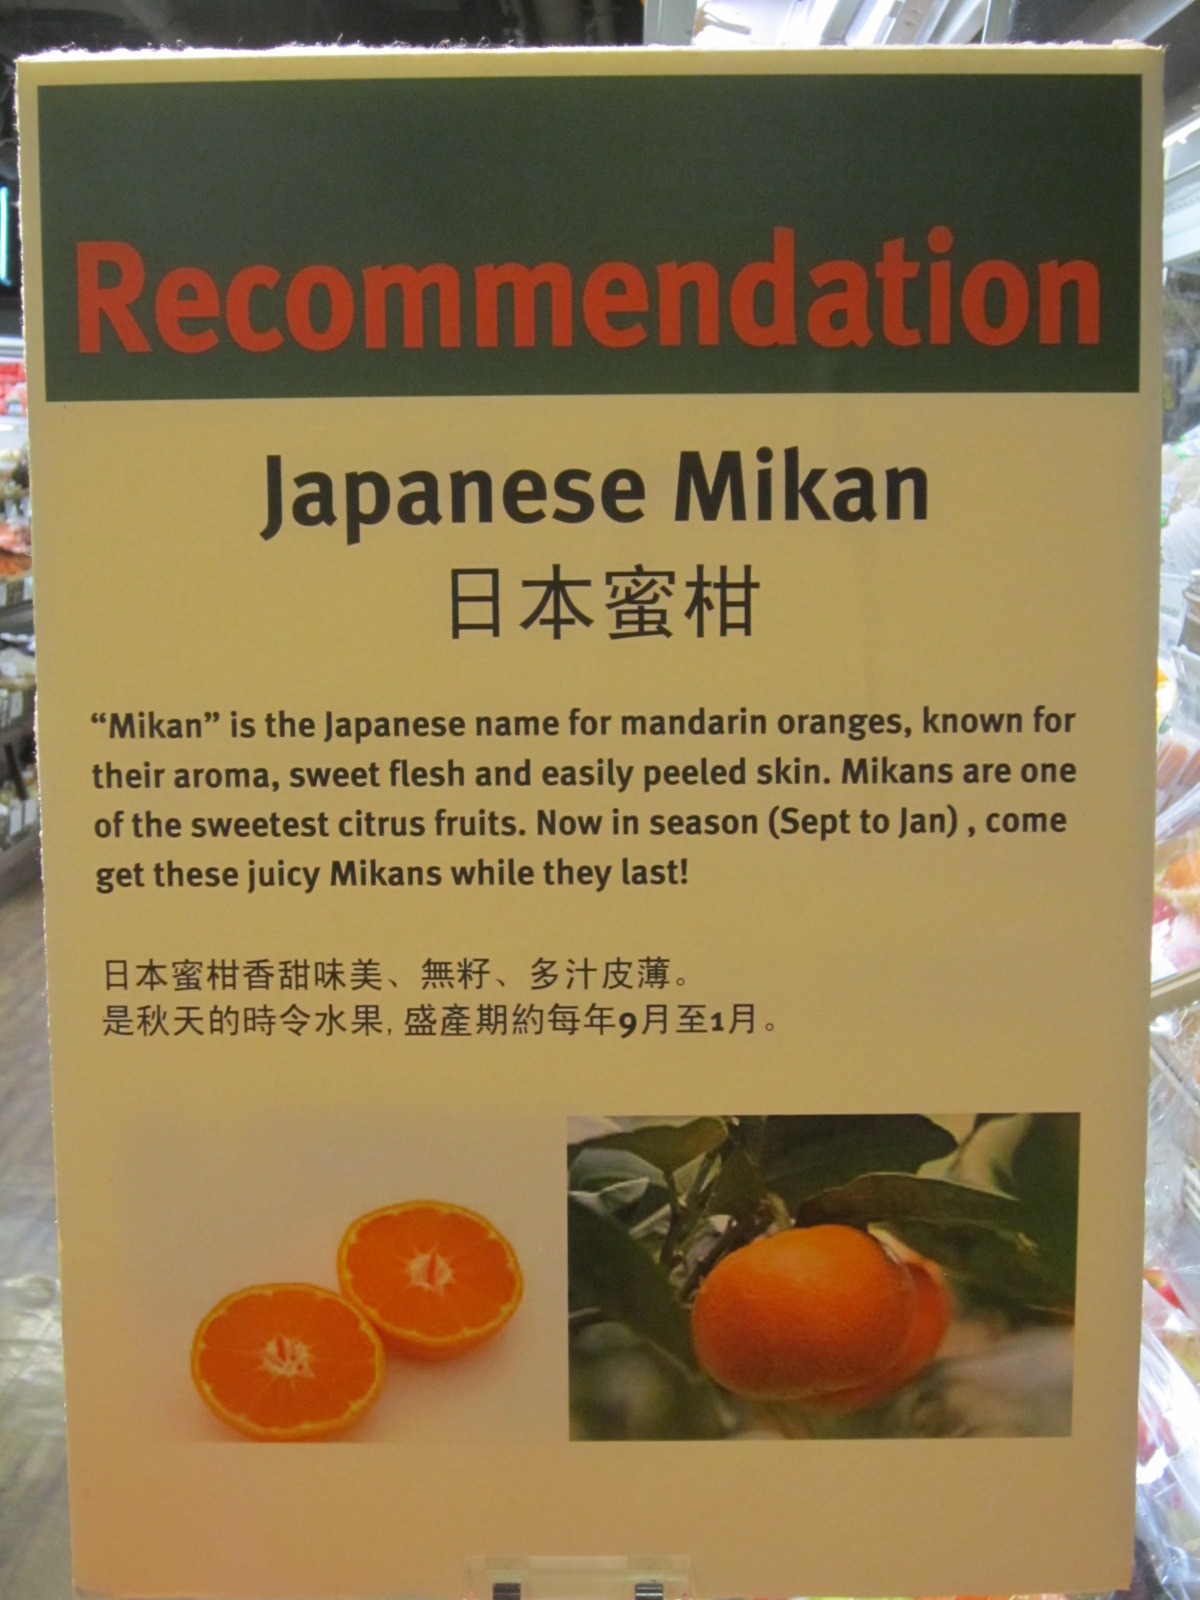 Recommendation
Japanese Mikan
日本蜜柑
“Mikan” is the Japanese name for mandarin oranges, known for
their aroma, sweet flesh and easily peeled skin. Mikans are one
of the sweetest citrus fruits. Now in season (Sept to Jan) , come
get these juicy Mikans while they last!
日本蜜柑香甜味美、無籽、多汁皮薄。
是秋天的時令水果, 盛產期約每年9月至1月。